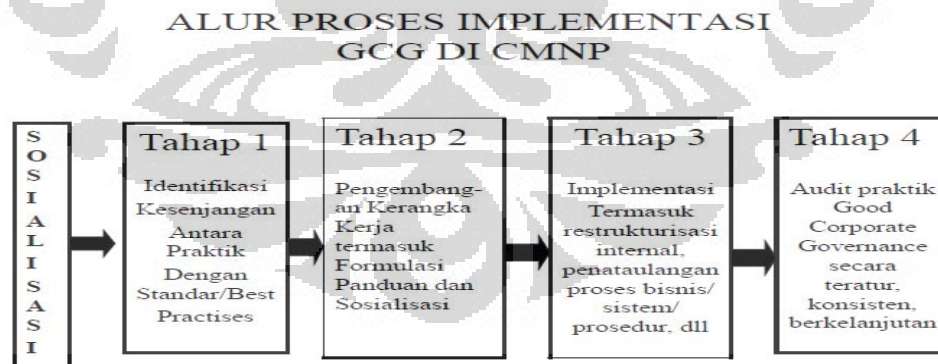 ALUR PROSES IMPLEMENTASI
GCG DI CMNP
SOSIALISASI
Tahap 1
Identifikasi
Kesenjangan
Antara
Praktik
Dengan
Standar/Best
Practises
Tahap 2
Pengembang-
an Kerangka
Kerja
termasuk
Formulasi
Panduan dan
Sosialisasi
Tahap 3
Implementasi
Termasuk
restrukturisasi
internal,
penataulangan
proses bisnis/
sistem/
prosedur, dll
Tahap 4
Audit praktik
Good
Corporate
Governance
secara
teratur,
konsisten,
berkelanjutan